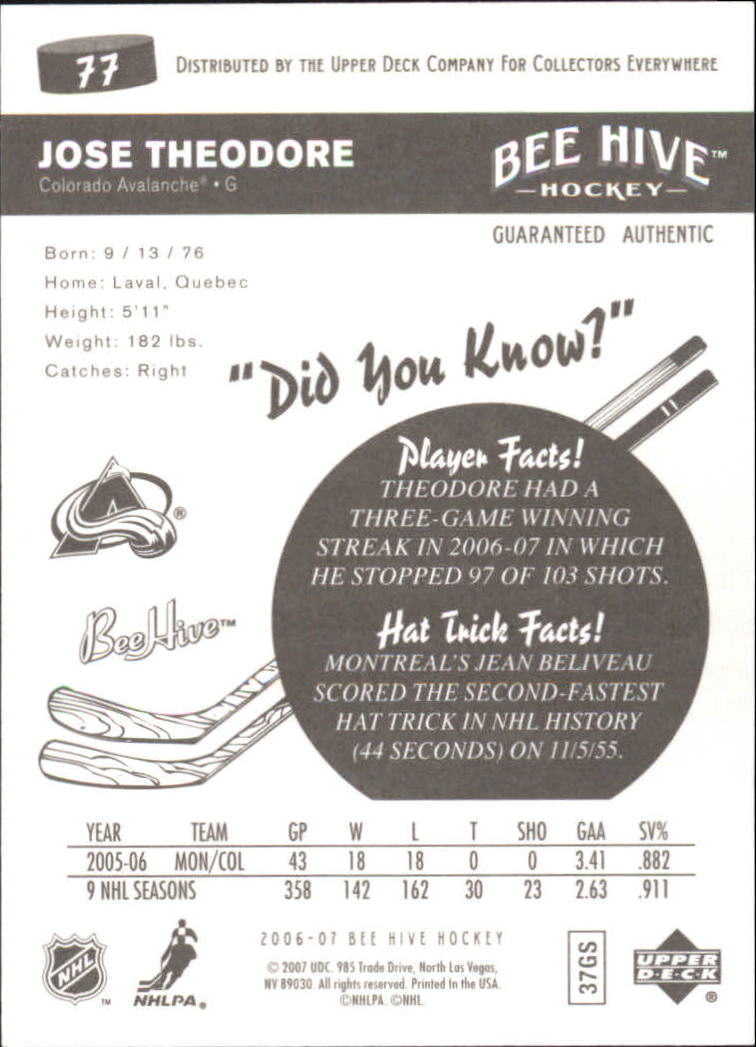 77
DISTRIBUTED BY THE UPPER DECK COMPANY FOR COLLECTORS EVERYWHERE
JOSE THEODORE
Colorado Avalanche® • G
BEE HIVE™
—HOCKEY—
GUARANTEED AUTHENTIC
Born: 9 / 13 / 76
Home: Laval, Quebec
Height: 5'11"
Weight: 182 lbs.
Catches: Right
"Did You Know?"
Player Facts!
THEODORE HAD A
THREE-GAME WINNING
STREAK IN 2006-07 IN WHICH
HE STOPPED 97 OF 103 SHOTS.
Hat Trick Facts!
MONTREAL'S JEAN BELIVEAU
SCORED THE SECOND-FASTEST
HAT TRICK IN NHL HISTORY
(44 SECONDS) ON 11/5/55.
A ®
BeeHive™
YEAR TEAM GP W L T SHO GAA SV%
2005-06 MON/COL 43 18 18 0 0 3.41 .882
9 NHL SEASONS 358 142 162 30 23 2.63 .911
NHL ™
NHLPA®
2006-07 BEE HIVE HOCKEY
© 2007 UDC. 985 Trade Drive, North Las Vegas,
NV 89030. All rights reserved. Printed In the USA.
©NHLPA. ©NHL.
37GS
UPPER
D·E·C·K ®